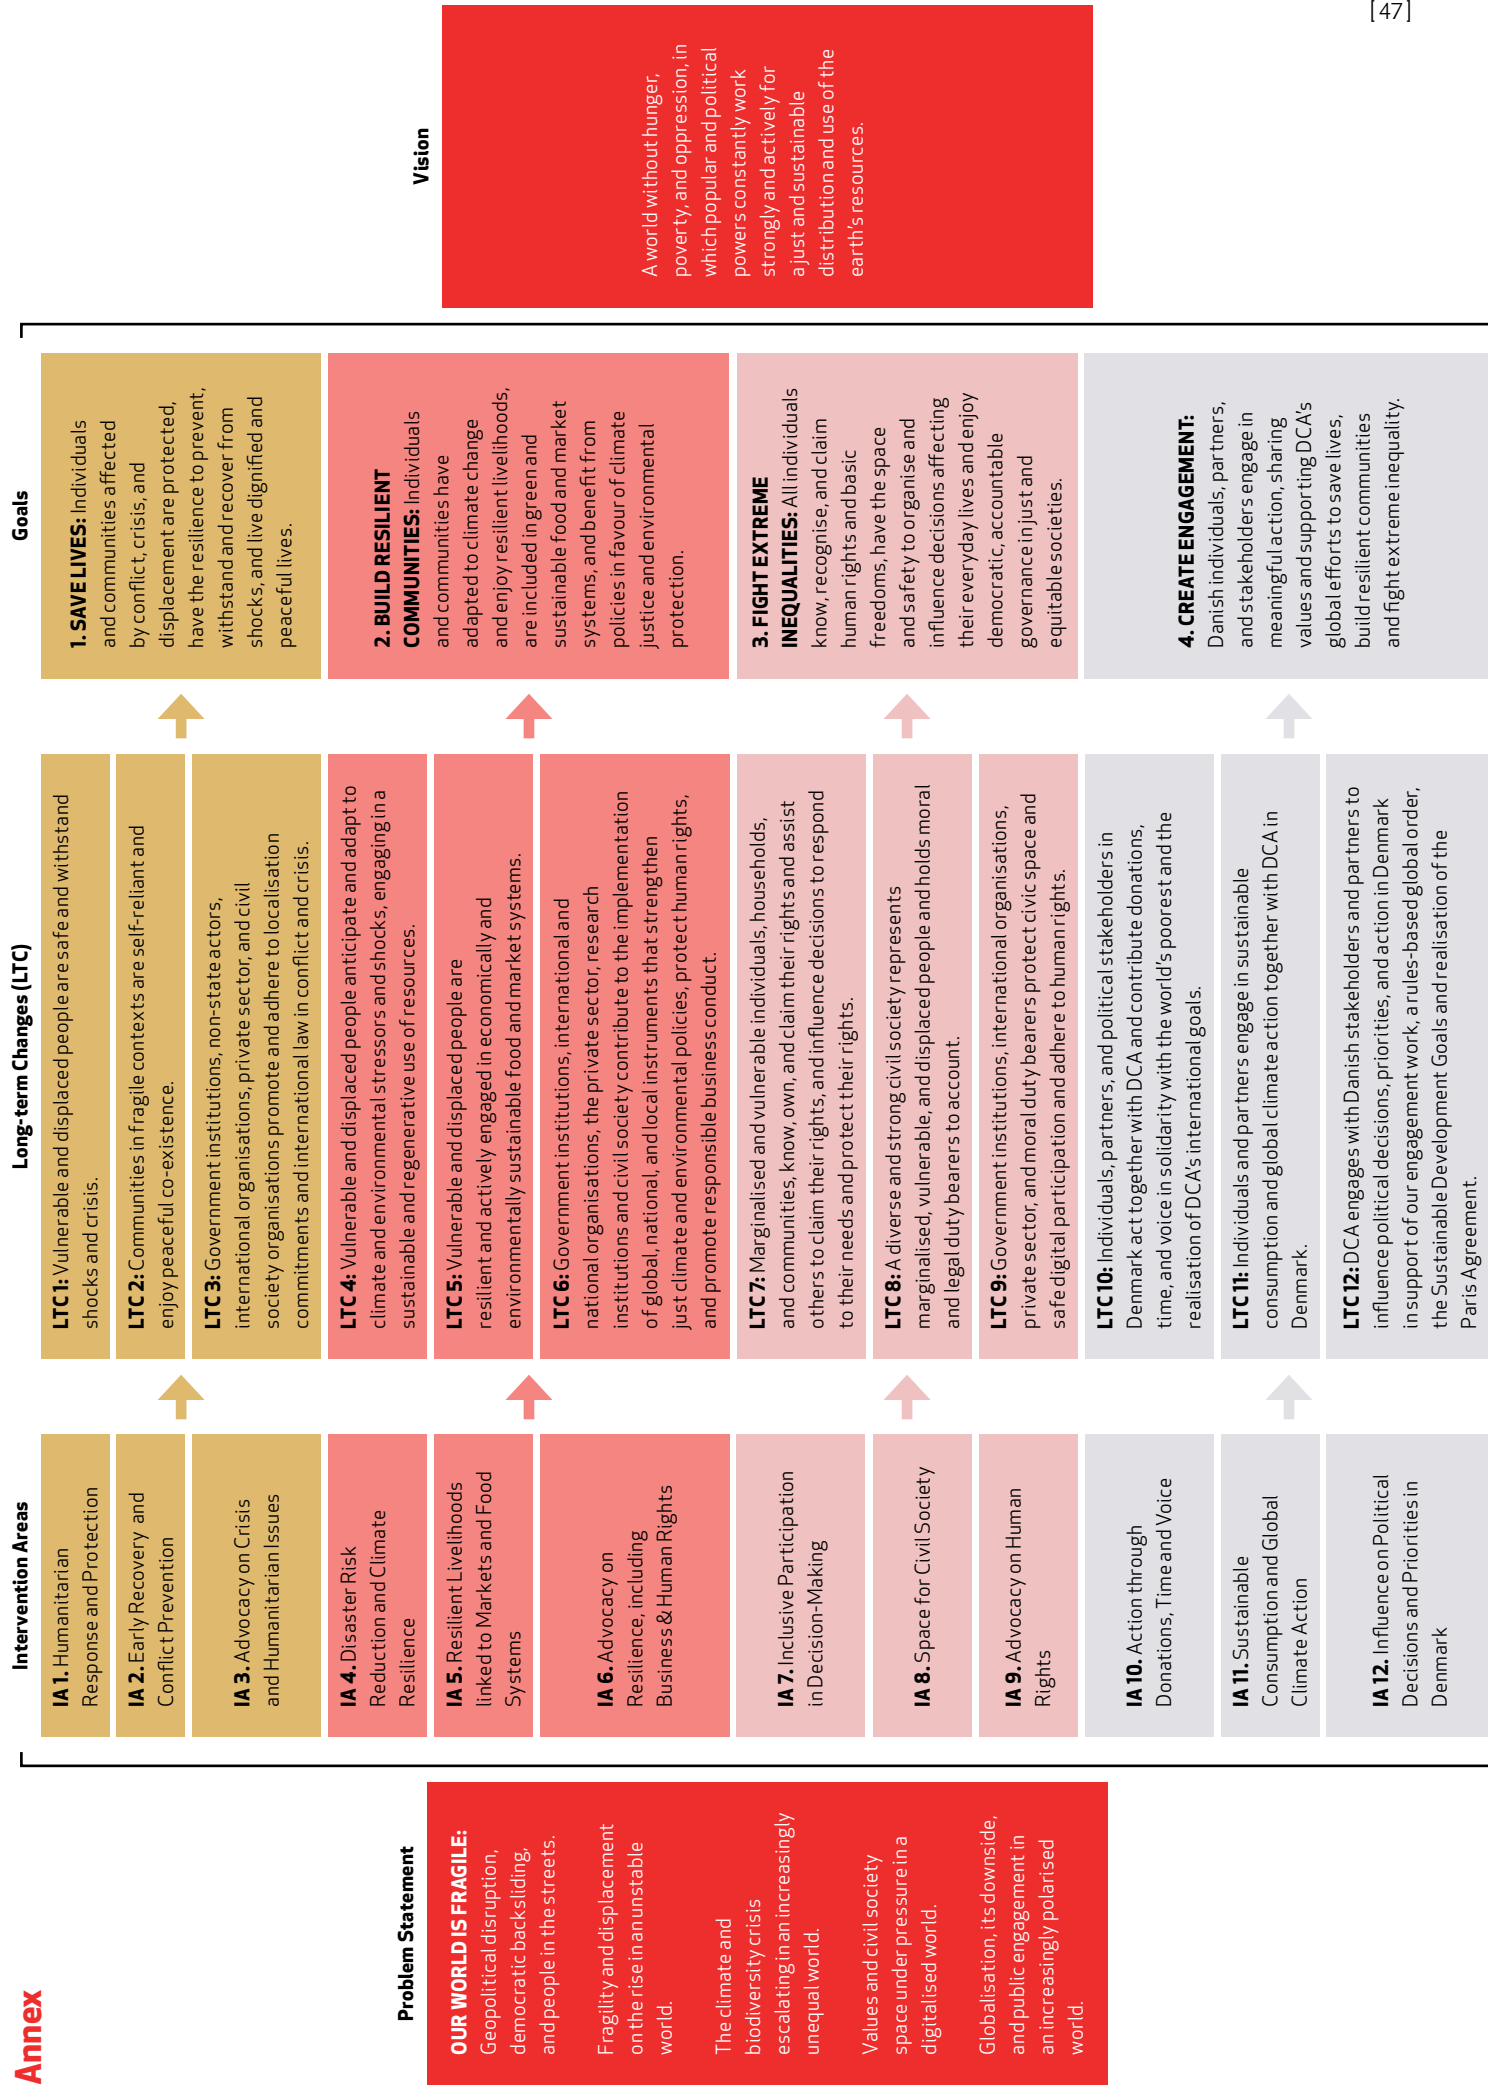 [47]
Annex
Problem Statement
OUR WORLD IS FRAGILE:
Geopolitical disruption,
democratic backsliding,
and people in the streets.
Fragility and displacement
on the rise in an unstable
world.
The climate and
biodiversity crisis
escalating in an increasingly
unequal world.
Values and civil society
space under pressure in a
digitalised world.
Globalisation, its downside,
and public engagement in
an increasingly polarised
world.
Intervention Areas
IA 1. Humanitarian
Response and Protection
IA 2. Early Recovery and
Conflict Prevention
IA 3. Advocacy on Crisis
and Humanitarian Issues
IA 4. Disaster Risk
Reduction and Climate
Resilience
IA 5. Resilient Livelihoods
linked to Markets and Food
Systems
IA 6. Advocacy on
Resilience, including
Business & Human Rights
IA 7. Inclusive Participation
in Decision-Making
IA 8. Space for Civil Society
IA 9. Advocacy on Human
Rights
IA 10. Action through
Donations, Time and Voice
IA 11. Sustainable
Consumption and Global
Climate Action
IA 12. Influence on Political
Decisions and Priorities in
Denmark
Long-term Changes (LTC)
LTC 1: Vulnerable and displaced people are safe and withstand
shocks and crisis.
LTC 2: Communities in fragile contexts are self-reliant and
enjoy peaceful co-existence.
LTC 3: Government institutions, non-state actors,
international organisations, private sector, and civil
society organisations promote and adhere to localisation
commitments and international law in conflict and crisis.
LTC 4: Vulnerable and displaced people anticipate and adapt to
climate and environmental stressors and shocks, engaging in a
sustainable and regenerative use of resources.
LTC 5: Vulnerable and displaced people are
resilient and actively engaged in economically and
environmentally sustainable food and market systems.
LTC 6: Government institutions, international and
national organisations, the private sector, research
institutions and civil society contribute to the implementation
of global, national, and local instruments that strengthen
just climate and environmental policies, protect human rights,
and promote responsible business conduct.
LTC 7: Marginalised and vulnerable individuals, households,
and communities, know, own, and claim their rights and assist
others to claim their rights, and influence decisions to respond
to their needs and protect their rights.
LTC 8: A diverse and strong civil society represents
marginalised, vulnerable, and displaced people and holds moral
and legal duty bearers to account.
LTC 9: Government institutions, international organisations,
private sector, and moral duty bearers protect civic space and
safe digital participation and adhere to human rights.
LTC 10: Individuals, partners, and political stakeholders in
Denmark act together with DCA and contribute donations,
time, and voice in solidarity with the world's poorest and the
realisation of DCA's international goals.
LTC 11: Individuals and partners engage in sustainable
consumption and global climate action together with DCA in
Denmark.
LTC 12: DCA engages with Danish stakeholders and partners to
influence political decisions, priorities, and action in Denmark
in support of our engagement work, a rules-based global order,
the Sustainable Development Goals and realisation of the
Paris Agreement.
Goals
1. SAVE LIVES: Individuals
and communities affected
by conflict, crisis, and
displacement are protected,
have the resilience to prevent,
withstand and recover from
shocks, and live dignified and
peaceful lives.
2. BUILD RESILIENT
COMMUNITIES: Individuals
and communities have
adapted to climate change
and enjoy resilient livelihoods,
are included in green and
sustainable food and market
systems, and benefit from
policies in favour of climate
justice and environmental
protection.
3. FIGHT EXTREME
INEQUALITIES: All individuals
know, recognise, and claim
human rights and basic
freedoms, have the space
and safety to organise and
influence decisions affecting
their everyday lives and enjoy
democratic, accountable
governance in just and
equitable societies.
4. CREATE ENGAGEMENT:
Danish individuals, partners,
and stakeholders engage in
meaningful action, sharing
values and supporting DCA's
global efforts to save lives,
build resilient communities
and fight extreme inequality.
Vision
A world without hunger,
poverty, and oppression, in
which popular and political
powers constantly work
strongly and actively for
a just and sustainable
distribution and use of the
earth's resources.